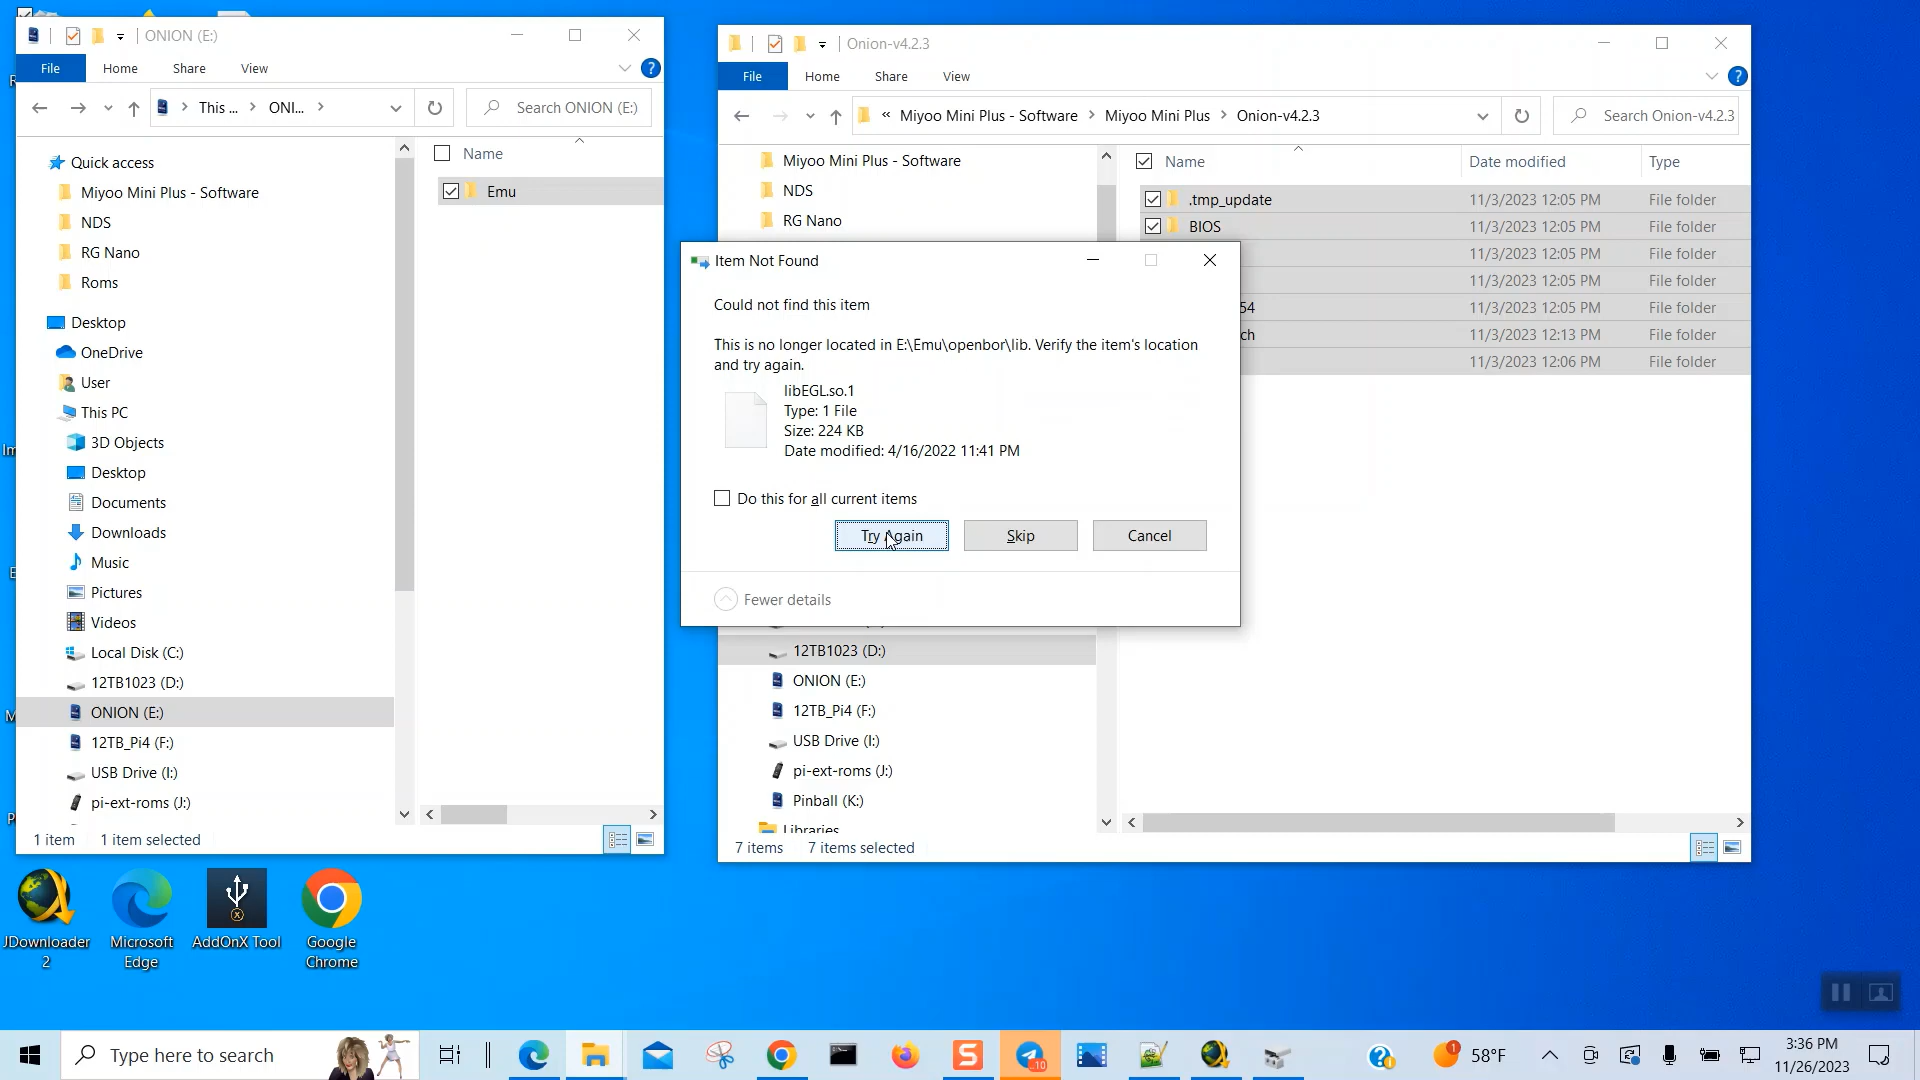 ONION (E:)
File
Home
Share
View
This ...
ONI...
Search ONION (E:)
Quick access
Miyoo Mini Plus - Software
NDS
RG Nano
Roms
Desktop
OneDrive
User
This PC
3D Objects
Desktop
Documents
Downloads
Music
Pictures
Videos
Local Disk (C:)
12TB1023 (D:)
ONION (E:)
12TB_Pi4 (F:)
USB Drive (I:)
pi-ext-roms (J:)
Name
Emu
1 item
1 item selected
Onion-v4.2.3
File
Home
Share
View
« Miyoo Mini Plus - Software
Miyoo Mini Plus
Onion-v4.2.3
Search Onion-v4.2.3
Miyoo Mini Plus - Software
NDS
RG Nano
Name
Date modified
Type
.tmp_update
11/3/2023 12:05 PM
File folder
BIOS
11/3/2023 12:05 PM
File folder
11/3/2023 12:05 PM
File folder
11/3/2023 12:05 PM
File folder
54
11/3/2023 12:05 PM
File folder
ch
11/3/2023 12:13 PM
File folder
11/3/2023 12:06 PM
File folder
Item Not Found
Could not find this item
This is no longer located in E:\Emu\openbor\lib. Verify the item's location
and try again.
libEGL.so.1
Type: 1 File
Size: 224 KB
Date modified: 4/16/2022 11:41 PM
Do this for all current items
Try Again
Skip
Cancel
Fewer details
12TB1023 (D:)
ONION (E:)
12TB_Pi4 (F:)
USB Drive (I:)
pi-ext-roms (J:)
Pinball (K:)
Libraries
7 items
7 items selected
JDownloader
2
Microsoft
Edge
AddOnX Tool
Google
Chrome
Type here to search
10
1
58°F
3:36 PM
11/26/2023